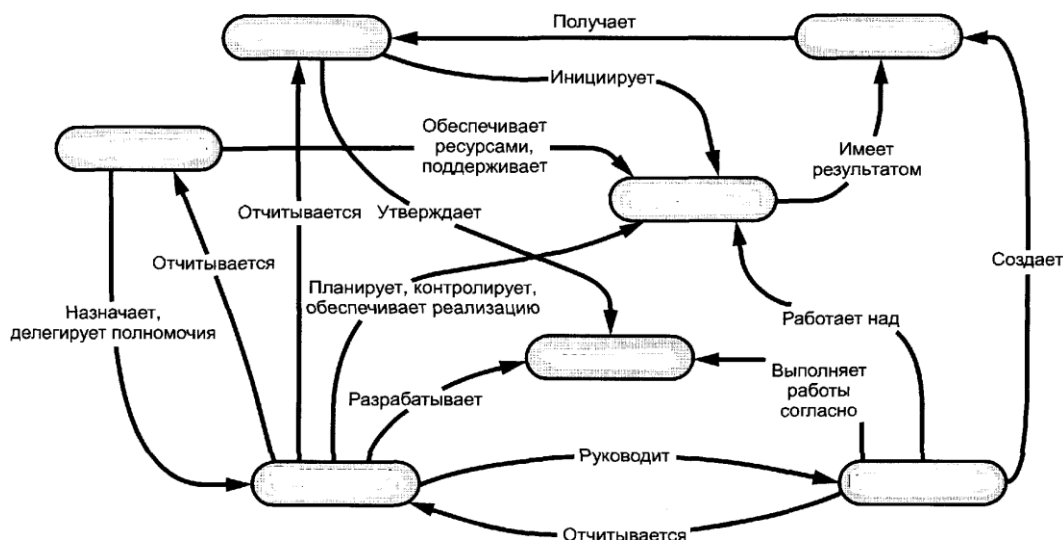 Получает
Инициирует
Обеспечивает
ресурсами,
поддерживает
Имеет
результатом
Отчитывается
Утверждает
Отчитывается
Создает
Планирует, контролирует,
обеспечивает реализацию
Назначает,
делегирует полномочия
Работает над
Выполняет
работы
согласно
Разрабатывает
Руководит
Отчитывается